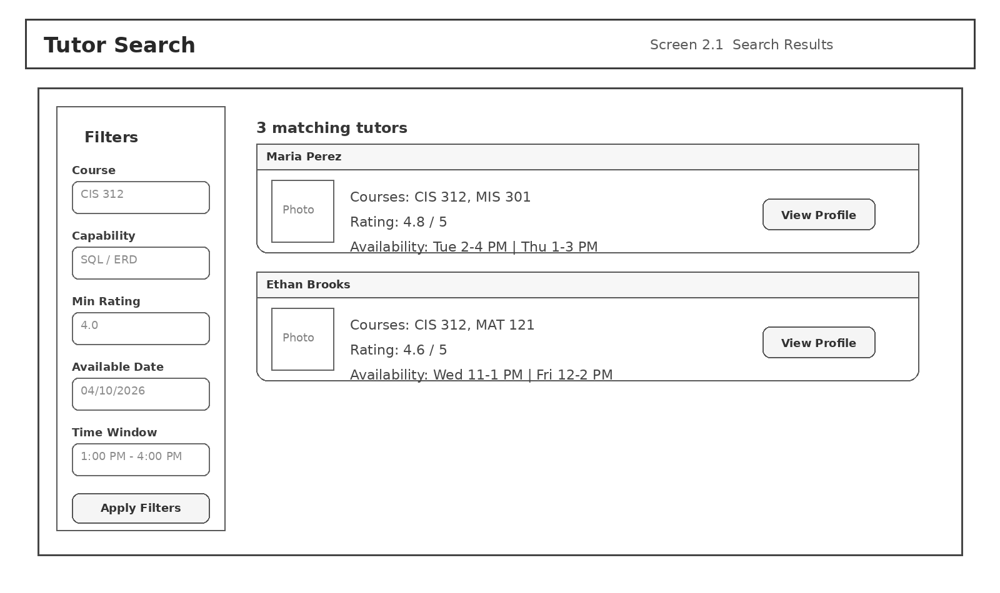 Tutor Search
Screen 2.1  Search Results
Filters
Course
CIS 312
Capability
SQL / ERD
Min Rating
4.0
Available Date
04/10/2026
Time Window
1:00 PM - 4:00 PM
Apply Filters
3 matching tutors
Maria Perez
Photo
Courses: CIS 312, MIS 301
Rating: 4.8 / 5
Availability: Tue 2-4 PM | Thu 1-3 PM
View Profile
Ethan Brooks
Photo
Courses: CIS 312, MAT 121
Rating: 4.6 / 5
Availability: Wed 11-1 PM | Fri 12-2 PM
View Profile